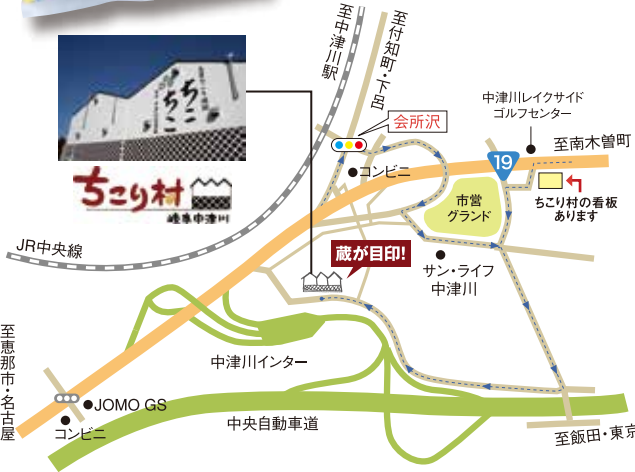 至中津川駅
至付知町・下呂
会所沢
中津川レイクサイド
ゴルフセンター
至南木曽町
19
コンビニ
市営
グランド
ちこり村の看板
あります
ちこり村
岐阜中津川
ちこ
ちこ
JR中央線
蔵が目印!
サン・ライフ
中津川
中津川インター
至恵那市・名古屋
JOMO GS
コンビニ
中央自動車道
至飯田・東京